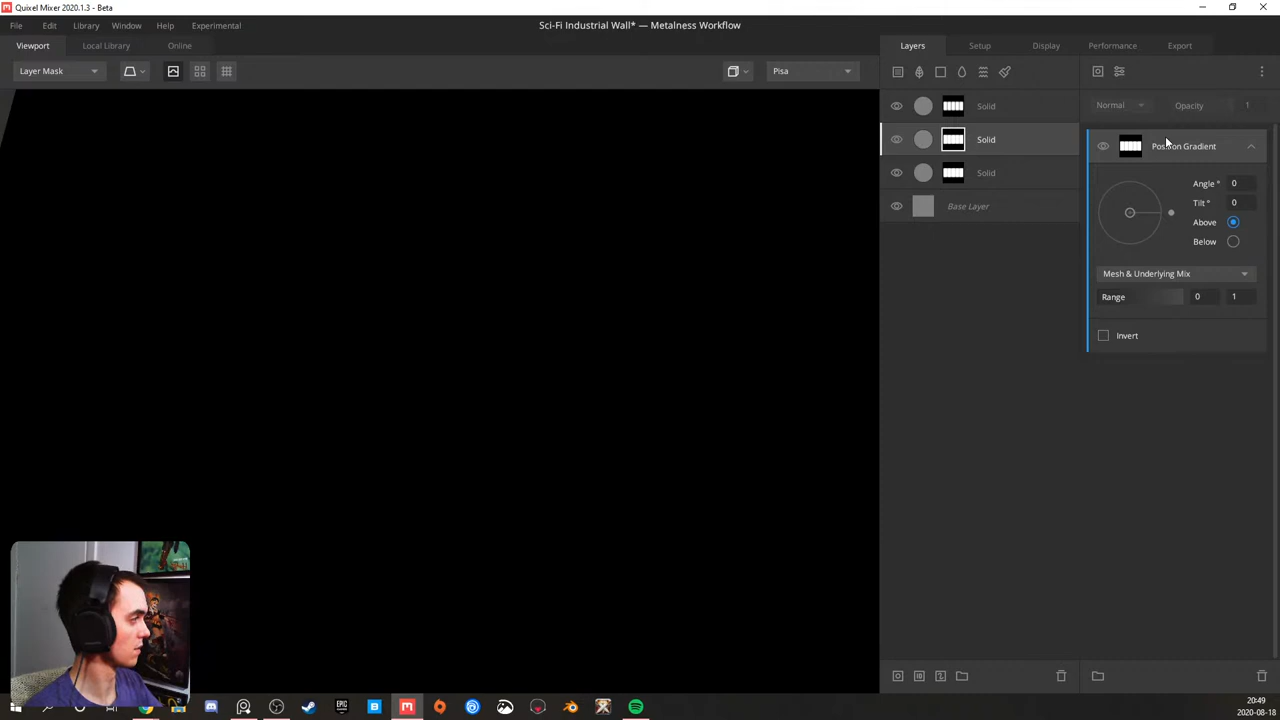 Quixel Mixer 2020.1.3 - Beta
File Edit Library Window Help Experimental
Sci-Fi Industrial Wall* — Metalness Workflow
Viewport Local Library Online
Layers Setup Display Performance Export
Layer Mask
Pisa
Normal Opacity 1
Solid
Solid
Solid
Base Layer
Position Gradient
Angle ° 0
Tilt ° 0
Above
Below
Mesh & Underlying Mix
Range 0 1
Invert
EPIC
20:49
2020-08-18